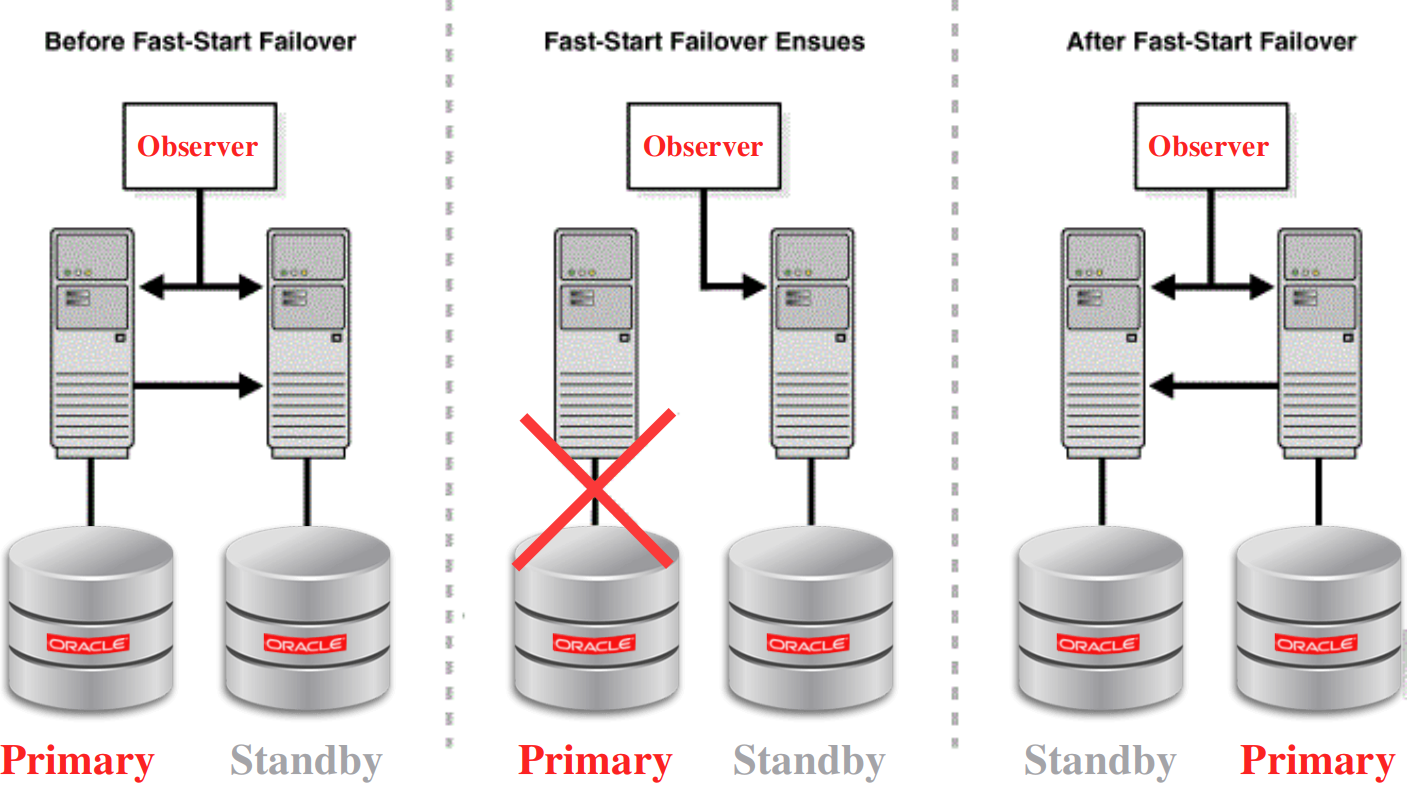 Before Fast-Start Failover
Fast-Start Failover Ensues
After Fast-Start Failover
Observer
Observer
Observer
ORACLE
ORACLE
ORACLE
ORACLE
ORACLE
ORACLE
Primary
Standby
Primary
Standby
Standby
Primary